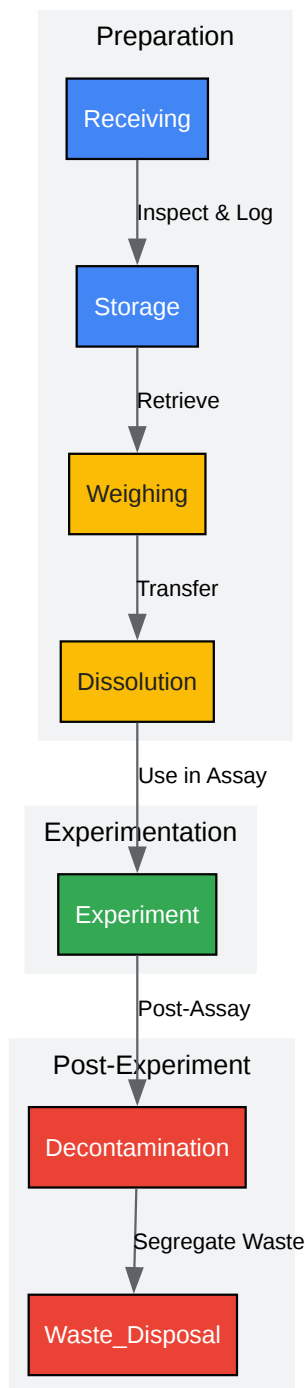 Preparation
Receiving
Inspect & Log
Storage
Retrieve
Weighing
Transfer
Dissolution
Use in Assay
Experimentation
Experiment
Post-Assay
Post-Experiment
Decontamination
Segregate Waste
Waste_Disposal